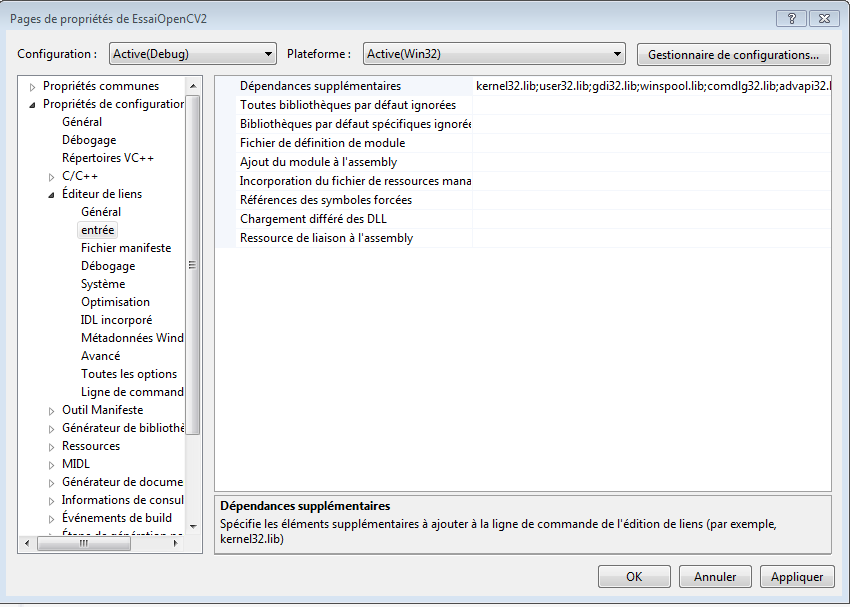 Pages de propriétés de EssaiOpenCV2
Configuration : Active(Debug) Plateforme : Active(Win32) Gestionnaire de configurations...
Propriétés communes
Propriétés de configuration
Général
Débogage
Répertoires VC++
C/C++
Éditeur de liens
Général
entrée
Fichier manifeste
Débogage
Système
Optimisation
IDL incorporé
Métadonnées Wind
Avancé
Toutes les options
Ligne de command
Outil Manifeste
Générateur de biblioth
Ressources
MIDL
Générateur de docume
Informations de consul
Événements de build
Dépendances supplémentaires kernel32.lib;user32.lib;gdi32.lib;winspool.lib;comdlg32.lib;advapi32.l
Toutes bibliothèques par défaut ignorées
Bibliothèques par défaut spécifiques ignorée
Fichier de définition de module
Ajout du module à l'assembly
Incorporation du fichier de ressources mana
Références des symboles forcées
Chargement différé des DLL
Ressource de liaison à l'assembly
Dépendances supplémentaires
Spécifie les éléments supplémentaires à ajouter à la ligne de commande de l'édition de liens (par exemple,
kernel32.lib)
OK Annuler Appliquer